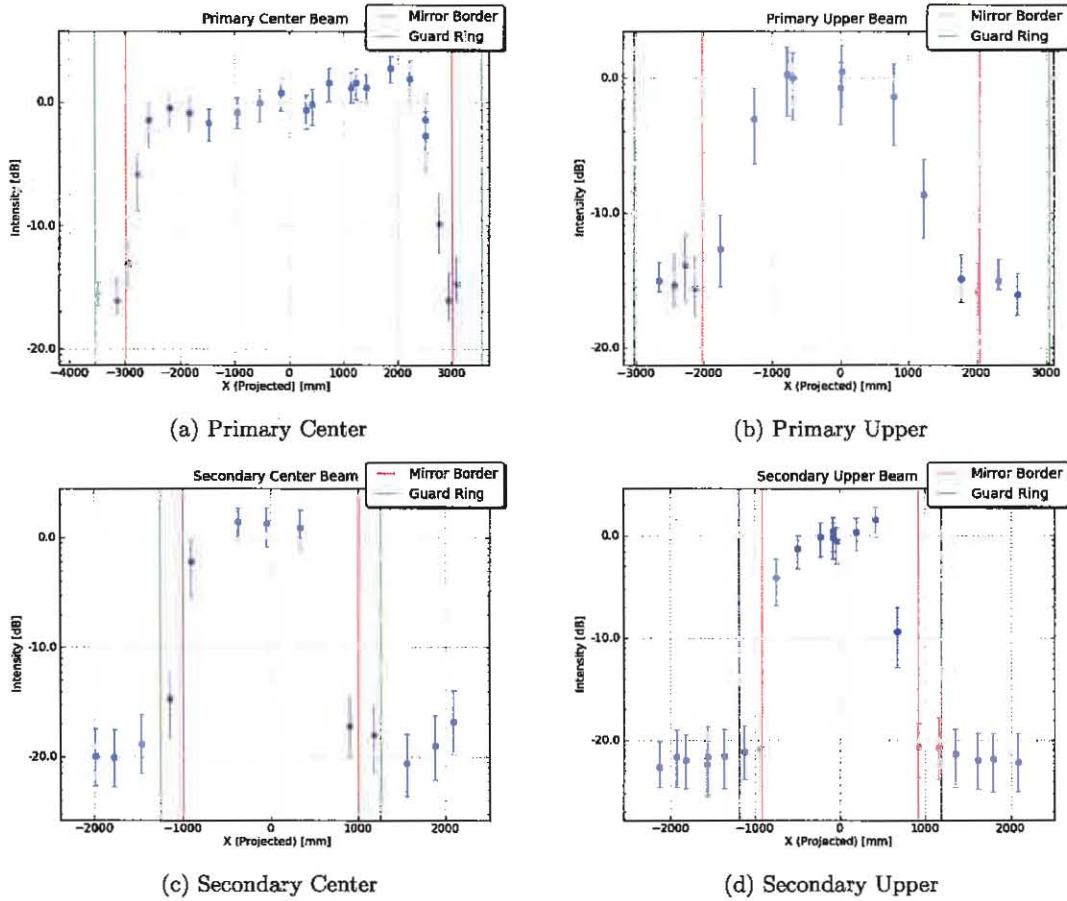 Primary Center Beam
Mirror Border
Guard Ring
Intensity [dB]
0.0
-10.0
-20.0
-4000 -3000 -2000 -1000 0 1000 2000 3000
X (Projected) [mm]
(a) Primary Center
Primary Upper Beam
Mirror Border
Guard Ring
Intensity [dB]
0.0
-10.0
-20.0
-3000 -2000 -1000 0 1000 2000 3000
X (Projected) [mm]
(b) Primary Upper
Secondary Center Beam
Mirror Border
Guard Ring
Intensity [dB]
0.0
-10.0
-20.0
-2000 -1000 0 1000 2000
X (Projected) [mm]
(c) Secondary Center
Secondary Upper Beam
Mirror Border
Guard Ring
Intensity [dB]
0.0
-10.0
-20.0
-2000 -1000 0 1000 2000
X (Projected) [mm]
(d) Secondary Upper